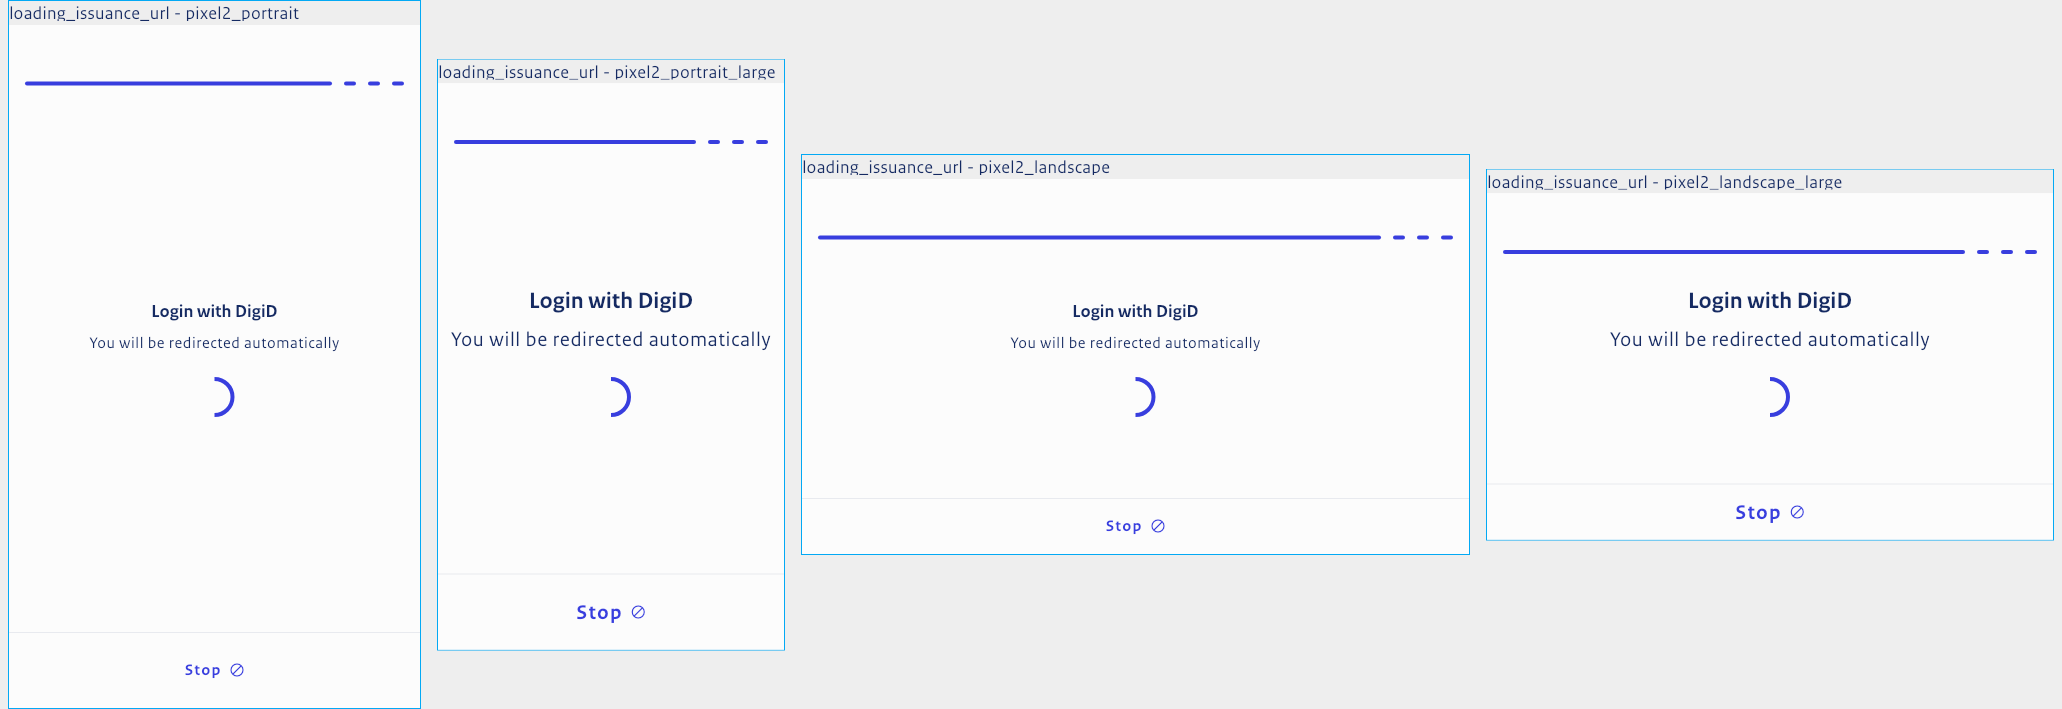 loading_issuance_url - pixel2_portrait
Login with DigiD
You will be redirected automatically
Stop
loading_issuance_url - pixel2_portrait_large
Login with DigiD
You will be redirected automatically
Stop
loading_issuance_url - pixel2_landscape
Login with DigiD
You will be redirected automatically
Stop
loading_issuance_url - pixel2_landscape_large
Login with DigiD
You will be redirected automatically
Stop